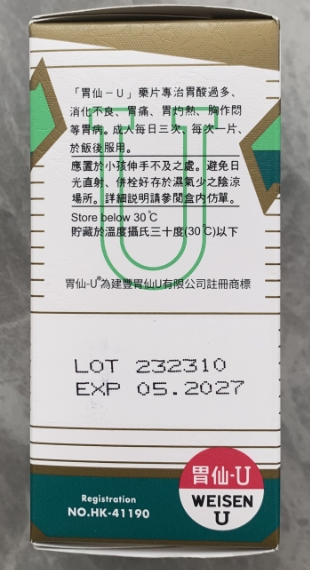 「胃仙－U」藥片專治胃酸過多、
消化不良、胃痛、胃灼熱、胸作悶
等胃病。成人每日三次，每次一片，
於飯後服用。
應置於小孩伸手不及之處。避免日
光直射、併栓好存於濕氣少之陰涼
場所。詳細説明請參閱盒内仿單。
Store below 30℃
貯藏於溫度攝氏三十度(30℃)以下
U
胃仙-U®為建豐胃仙U有限公司註冊商標
LOT 232310
EXP 05.2027
胃仙-U
WEISEN
U
Registration
NO.HK-41190